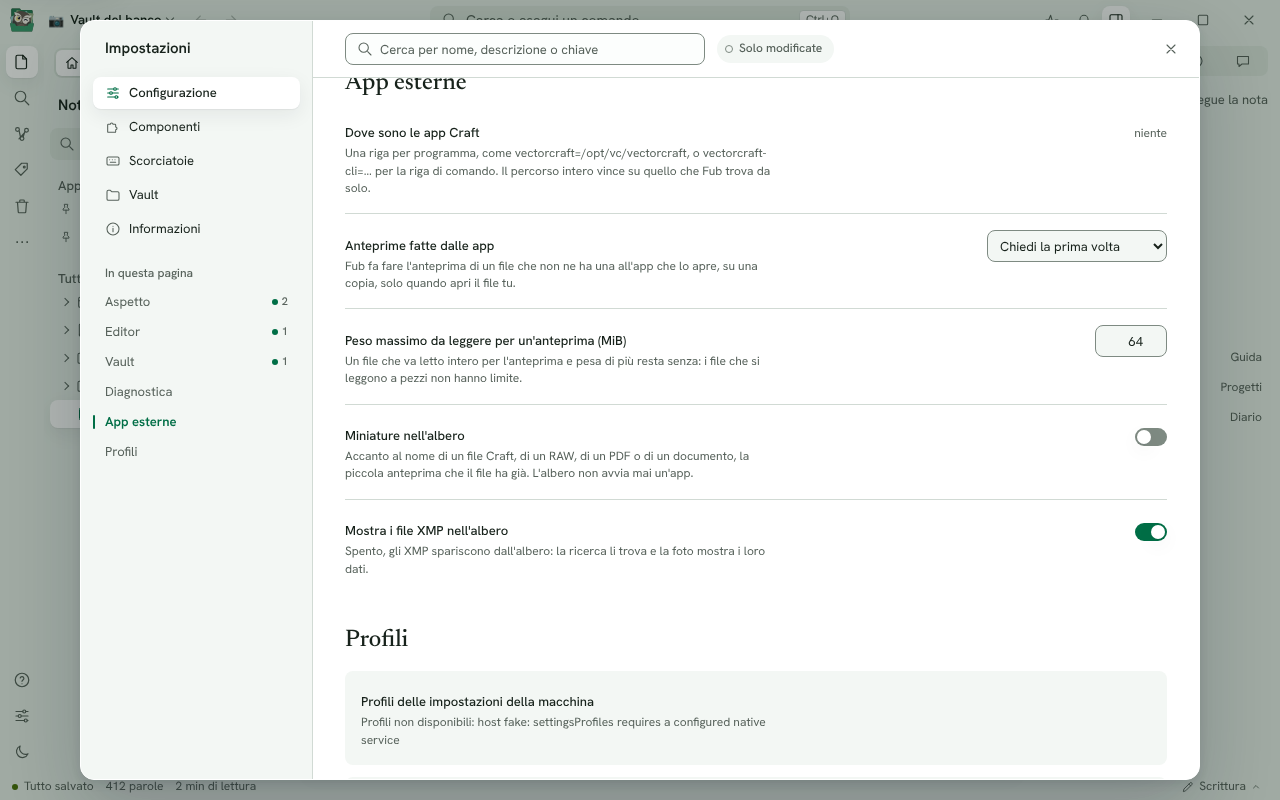 Vault del banco
Cerca o esegui un comando
Ctrl+O
Impostazioni
Cerca per nome, descrizione o chiave
Solo modificate
Configurazione
Componenti
Scorciatoie
Vault
Informazioni
In questa pagina
Aspetto 2
Editor 1
Vault 1
Diagnostica
App esterne
Profili
App esterne
Dove sono le app Craft
niente
Una riga per programma, come vectorcraft=/opt/vc/vectorcraft, o vectorcraft-
cli=… per la riga di comando. Il percorso intero vince su quello che Fub trova da
solo.
Anteprime fatte dalle app
Chiedi la prima volta
Fub fa fare l'anteprima di un file che non ne ha una all'app che lo apre, su una
copia, solo quando apri il file tu.
Peso massimo da leggere per un'anteprima (MiB)
64
Un file che va letto intero per l'anteprima e pesa di più resta senza: i file che si
leggono a pezzi non hanno limite.
Miniature nell'albero
Accanto al nome di un file Craft, di un RAW, di un PDF o di un documento, la
piccola anteprima che il file ha già. L'albero non avvia mai un'app.
Mostra i file XMP nell'albero
Spento, gli XMP spariscono dall'albero: la ricerca li trova e la foto mostra i loro
dati.
Profili
Profili delle impostazioni della macchina
Profili non disponibili: host fake: settingsProfiles requires a configured native
service
Not
App
Tutt
egue la nota
Guida
Progetti
Diario
Tutto salvato
412 parole
2 min di lettura
Scrittura